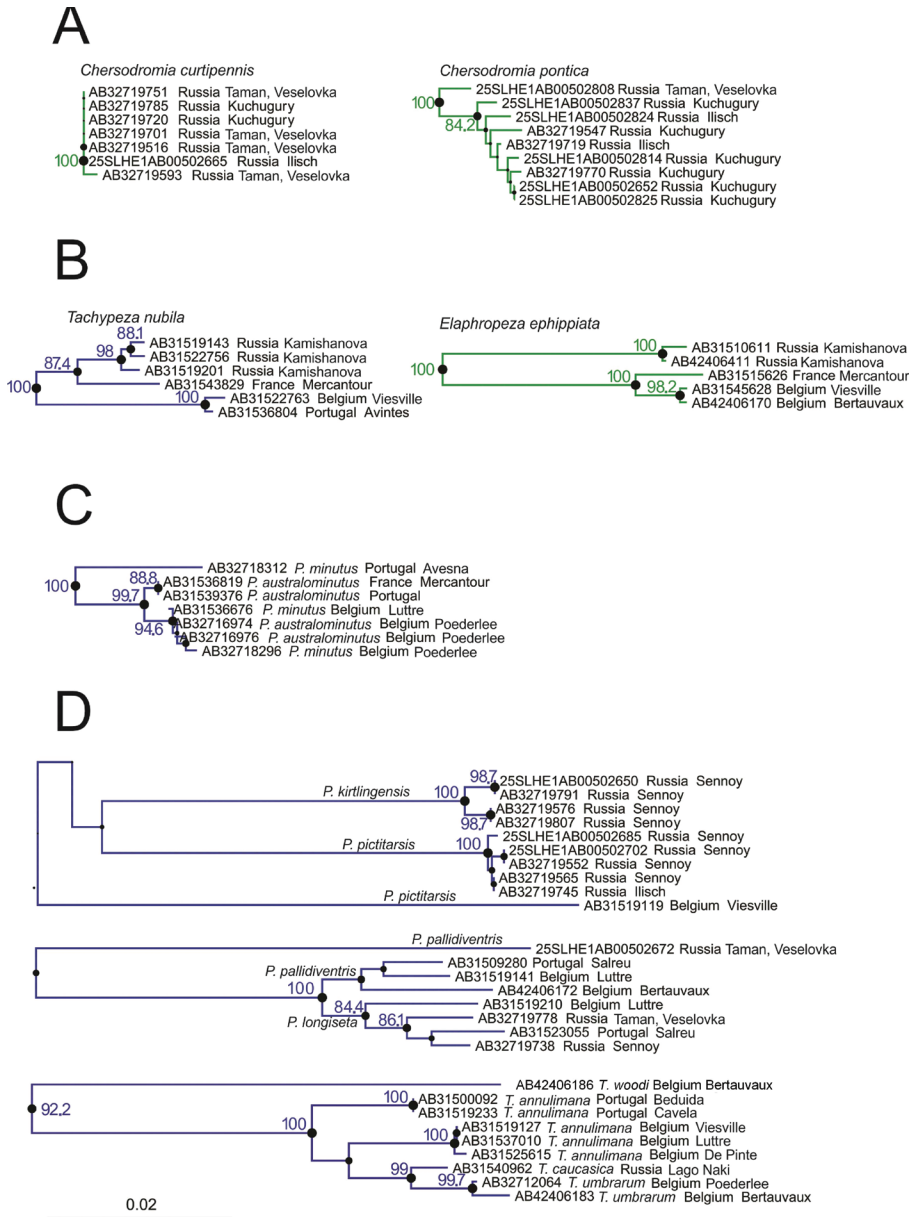 A
Chersodromia curtipennis
AB32719751 Russia Taman, Veselovka
AB32719785 Russia Kuchugury
AB32719720 Russia Kuchugury
AB32719701 Russia Taman, Veselovka
AB32719516 Russia Taman, Veselovka
100 25SLHE1AB00502665 Russia Ilisch
AB32719593 Russia Taman, Veselovka
Chersodromia pontica
25SLHE1AB00502808 Russia Taman, Veselovka
100 25SLHE1AB00502837 Russia Kuchugury
84.2 25SLHE1AB00502824 Russia Ilisch
AB32719547 Russia Kuchugury
AB32719719 Russia Ilisch
25SLHE1AB00502814 Russia Kuchugury
AB32719770 Russia Kuchugury
25SLHE1AB00502652 Russia Kuchugury
25SLHE1AB00502825 Russia Kuchugury
B
Tachypeza nubila
88.1
AB31519143 Russia Kamishanova
98 AB31522756 Russia Kamishanova
87.4 AB31519201 Russia Kamishanova
100 AB31543829 France Mercantour
100 AB31522763 Belgium Viesville
AB31536804 Portugal Avintes
Elaphropeza ephippiata
100 AB31510611 Russia Kamishanova
AB42406411 Russia Kamishanova
100
100 AB31515626 France Mercantour
98.2 AB31545628 Belgium Viesville
AB42406170 Belgium Bertauvaux
C
AB32718312 P. minutus Portugal Avesna
100 88.8 AB31536819 P. australominutus France Mercantour
99.7 AB31539376 P. australominutus Portugal
AB31536676 P. minutus Belgium Luttre
94.6 AB32716974 P. australominutus Belgium Poederlee
AB32716976 P. australominutus Belgium Poederlee
AB32718296 P. minutus Belgium Poederlee
D
98.7 25SLHE1AB00502650 Russia Sennoy
P. kirtlingensis 100 AB32719791 Russia Sennoy
AB32719576 Russia Sennoy
98.7 AB32719807 Russia Sennoy
25SLHE1AB00502685 Russia Sennoy
P. pictitarsis 100 25SLHE1AB00502702 Russia Sennoy
AB32719552 Russia Sennoy
AB32719565 Russia Sennoy
AB32719745 Russia Ilisch
P. pictitarsis
AB31519119 Belgium Viesville
P. pallidiventris
25SLHE1AB00502672 Russia Taman, Veselovka
AB31509280 Portugal Salreu
P. pallidiventris AB31519141 Belgium Luttre
100 AB42406172 Belgium Bertauvaux
84.4 AB31519210 Belgium Luttre
P. longiseta 86.1 AB32719778 Russia Taman, Veselovka
AB31523055 Portugal Salreu
AB32719738 Russia Sennoy
AB42406186 T. woodi Belgium Bertauvaux
100 AB31500092 T. annulimana Portugal Beduida
92.2 AB31519233 T. annulimana Portugal Cavela
100 AB31519127 T. annulimana Belgium Viesville
100 AB31537010 T. annulimana Belgium Luttre
AB31525615 T. annulimana Belgium De Pinte
99 AB31540962 T. caucasica Russia Lago Naki
99.7 AB32712064 T. umbrarum Belgium Poederlee
AB42406183 T. umbrarum Belgium Bertauvaux
0.02